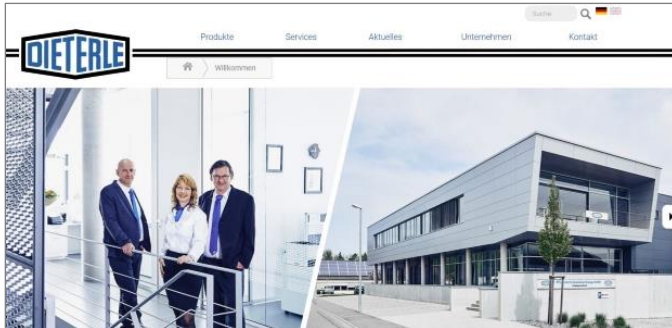 Suche
Produkte Services Aktuelles Unternehmen Kontakt
DIETERLE
Willkommen